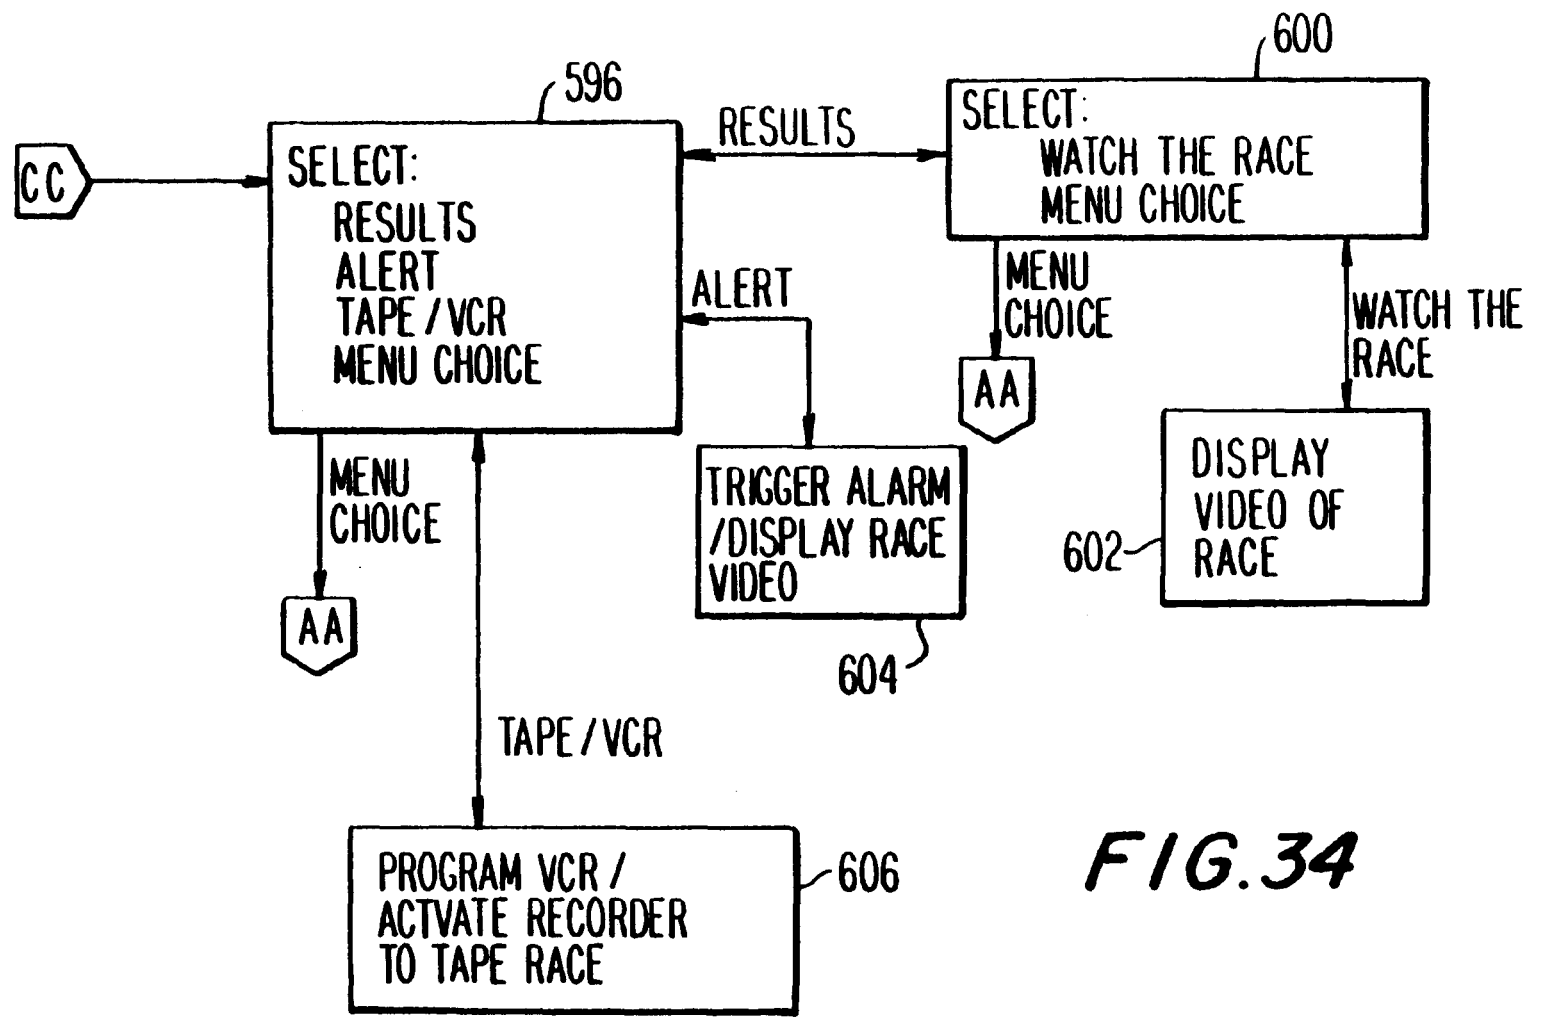 CC
596
SELECT:
RESULTS
ALERT
TAPE/VCR
MENU CHOICE
RESULTS
600
SELECT:
WATCH THE RACE
MENU CHOICE
ALERT
MENU
CHOICE
AA
WATCH THE
RACE
MENU
CHOICE
AA
TRIGGER ALARM
/DISPLAY RACE
VIDEO
604
602
DISPLAY
VIDEO OF
RACE
TAPE/VCR
PROGRAM VCR/
ACTVATE RECORDER
TO TAPE RACE
606
FIG.34